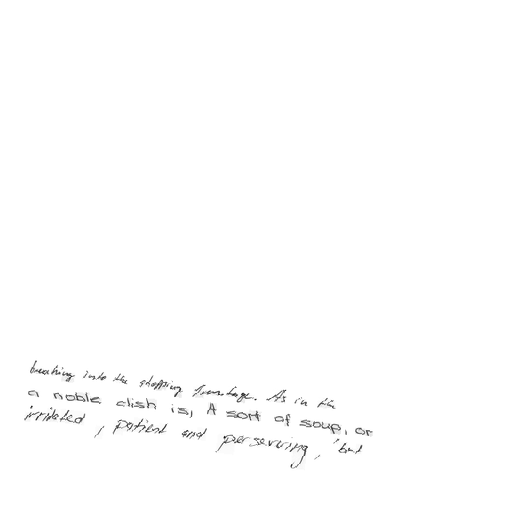 breaking into the shopping frontage. As in the
a noble dish is, A sort of soup, or
irritated, patient and perserving, 'but